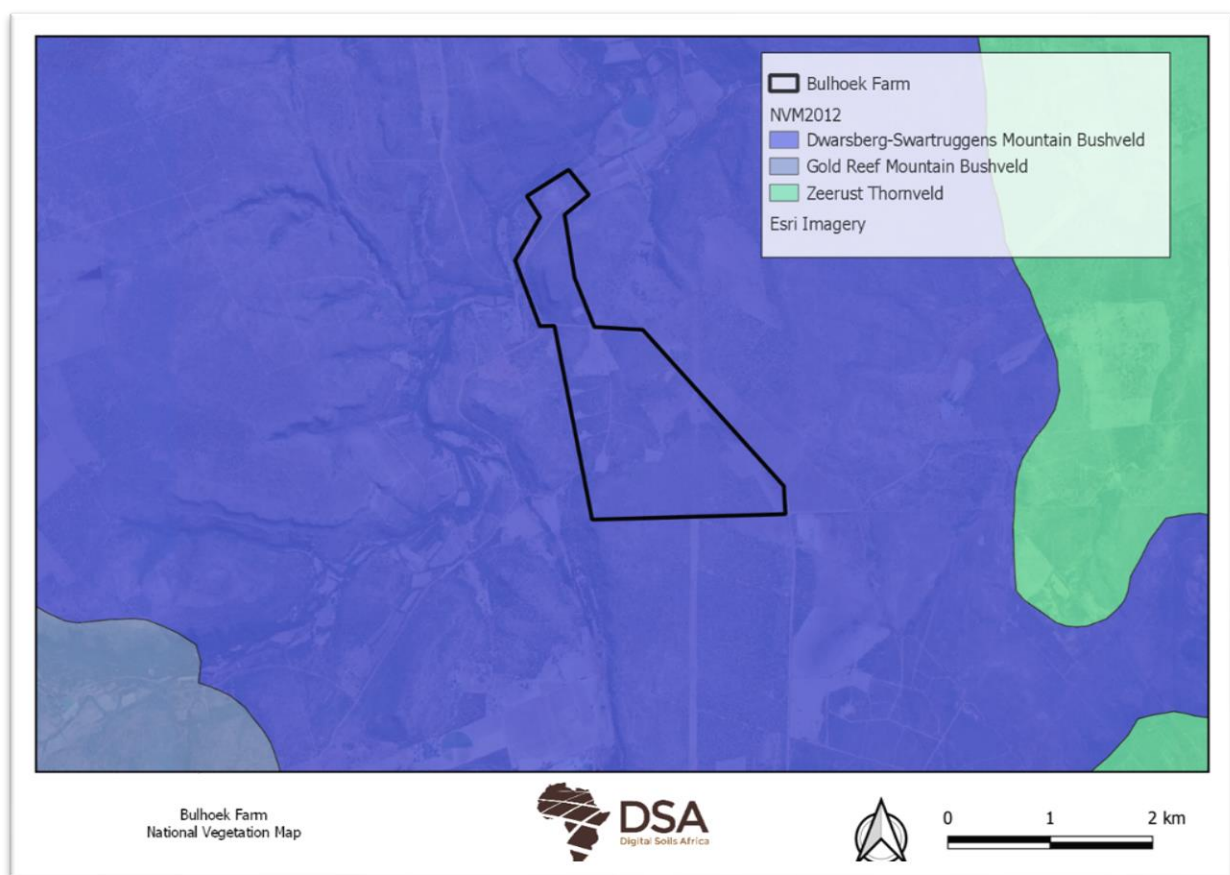 Bulhoek Farm
NVM2012
Dwarsberg-Swartruggens Mountain Bushveld
Gold Reef Mountain Bushveld
Zeerust Thornveld
Esri Imagery
Bulhoek Farm
National Vegetation Map
DSA
Digital Soils Africa
0 1 2 km